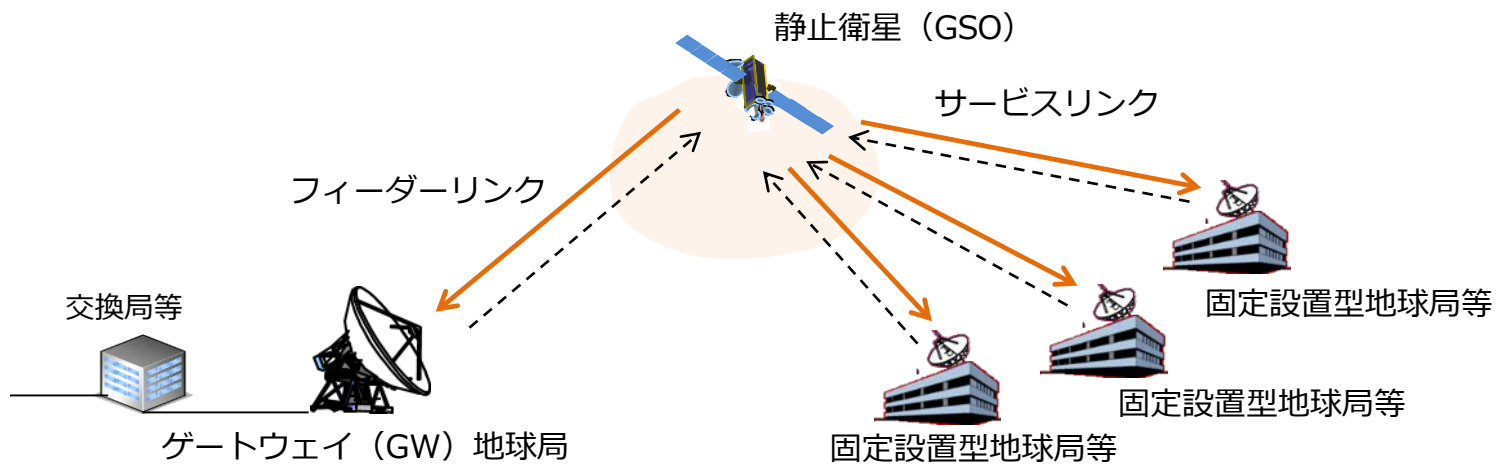 静止衛星（GSO）
サービスリンク
フィーダーリンク
固定設置型地球局等
交換局等
固定設置型地球局等
ゲートウェイ（GW）地球局
固定設置型地球局等